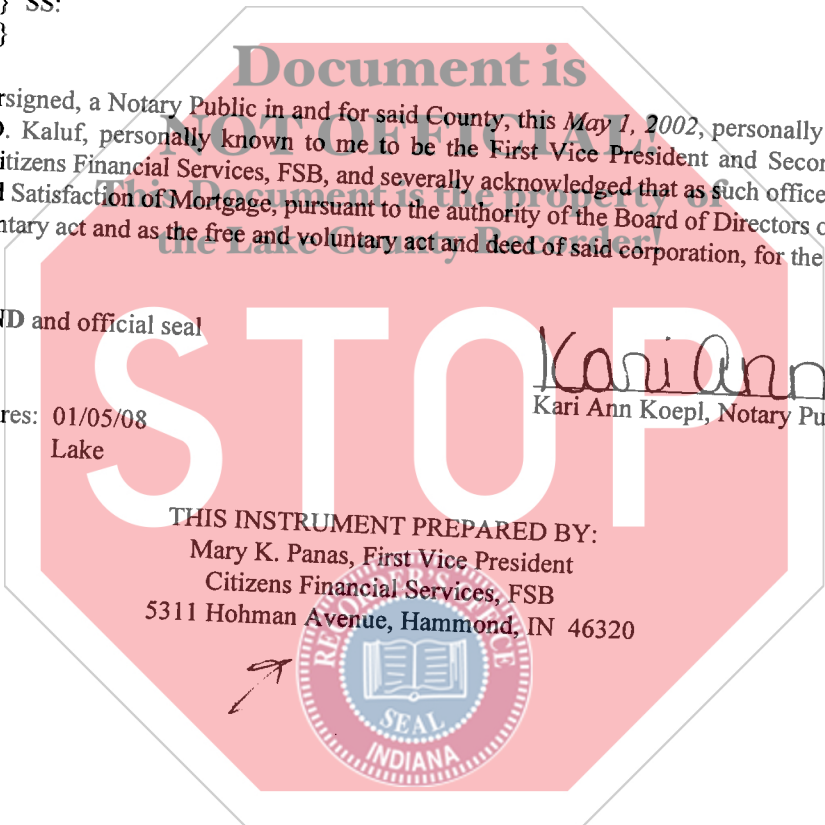 } SS:
}
Document is
NOT OFFICIAL!
This Document is the property of
the Lake County Recorder!
rsigned, a Notary Public in and for said County, this May 1, 2002, personally
. Kaluf, personally known to me to be the First Vice President and Secon
itizens Financial Services, FSB, and severally acknowledged that as such office
d Satisfaction of Mortgage, pursuant to the authority of the Board of Directors o
ntary act and as the free and voluntary act and deed of said corporation, for the
ND and official seal
STOP
Kari Ann
Kari Ann Koepl, Notary Pu
res: 01/05/08
Lake
THIS INSTRUMENT PREPARED BY:
Mary K. Panas, First Vice President
Citizens Financial Services, FSB
5311 Hohman Avenue, Hammond, IN 46320
RECORDER'S OFFICE
SEAL
INDIANA